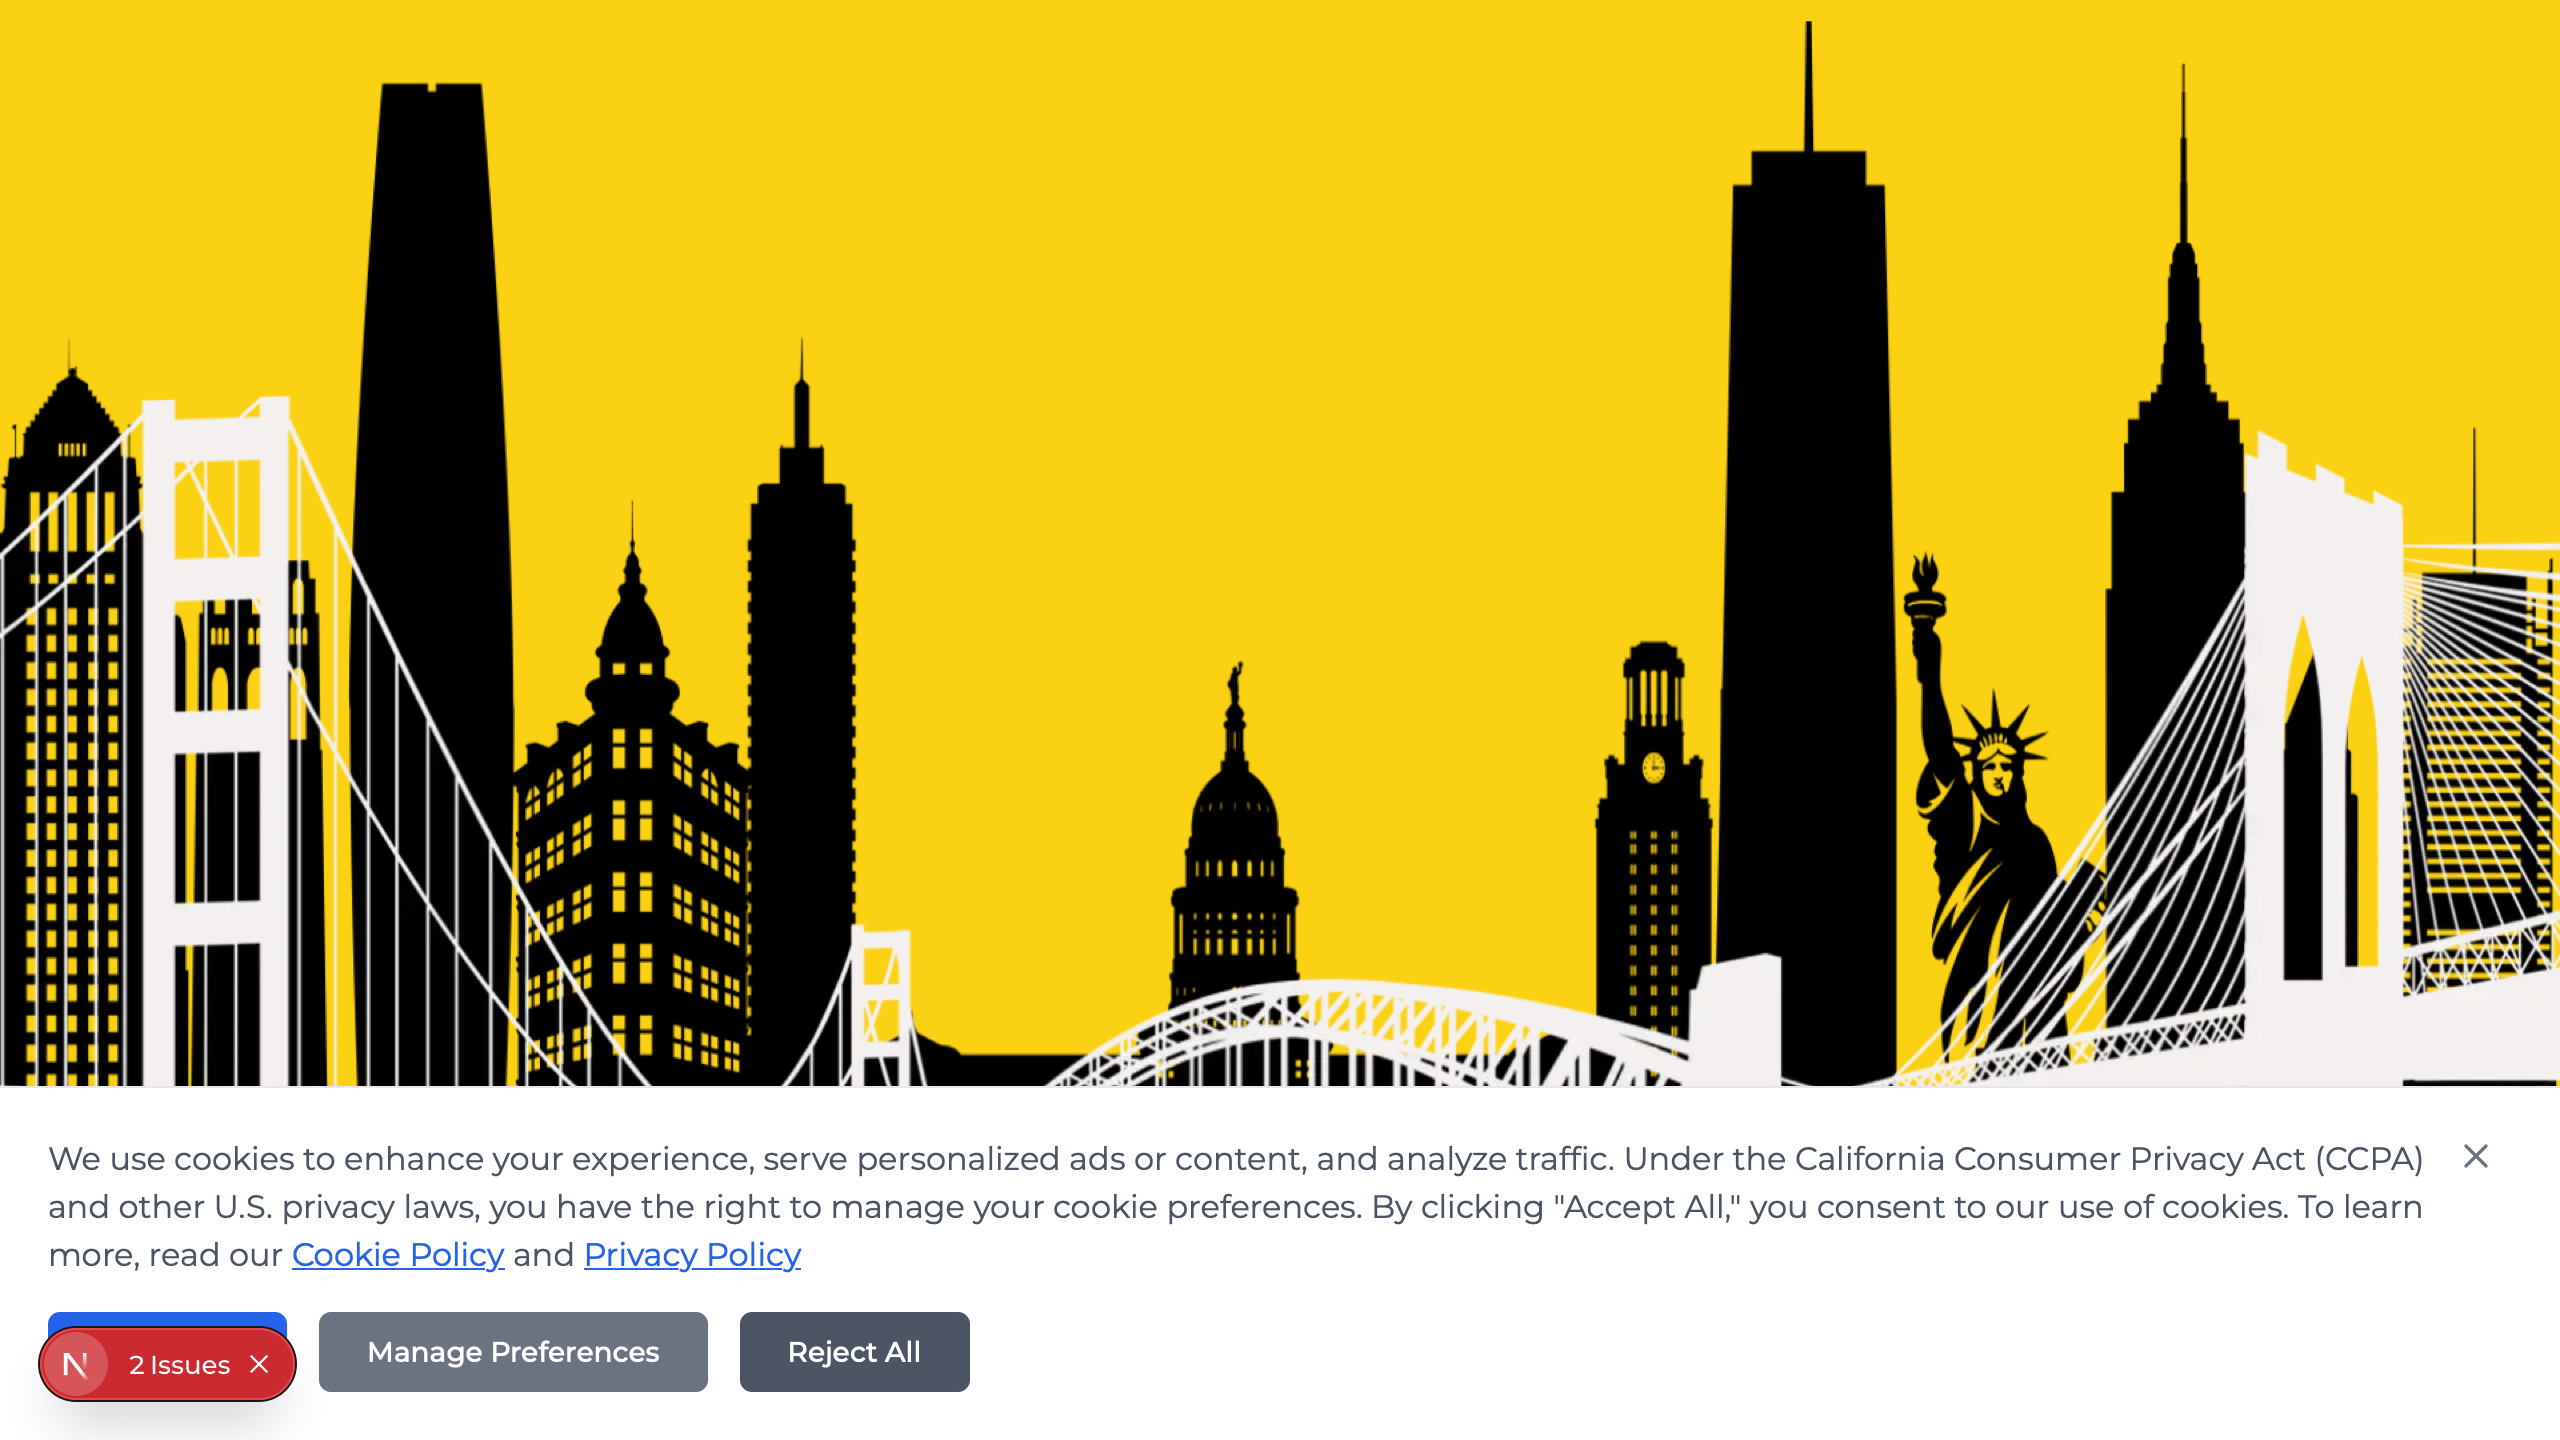 We use cookies to enhance your experience, serve personalized ads or content, and analyze traffic. Under the California Consumer Privacy Act (CCPA)
and other U.S. privacy laws, you have the right to manage your cookie preferences. By clicking "Accept All," you consent to our use of cookies. To learn
more, read our Cookie Policy and Privacy Policy
N 2 Issues
Manage Preferences
Reject All